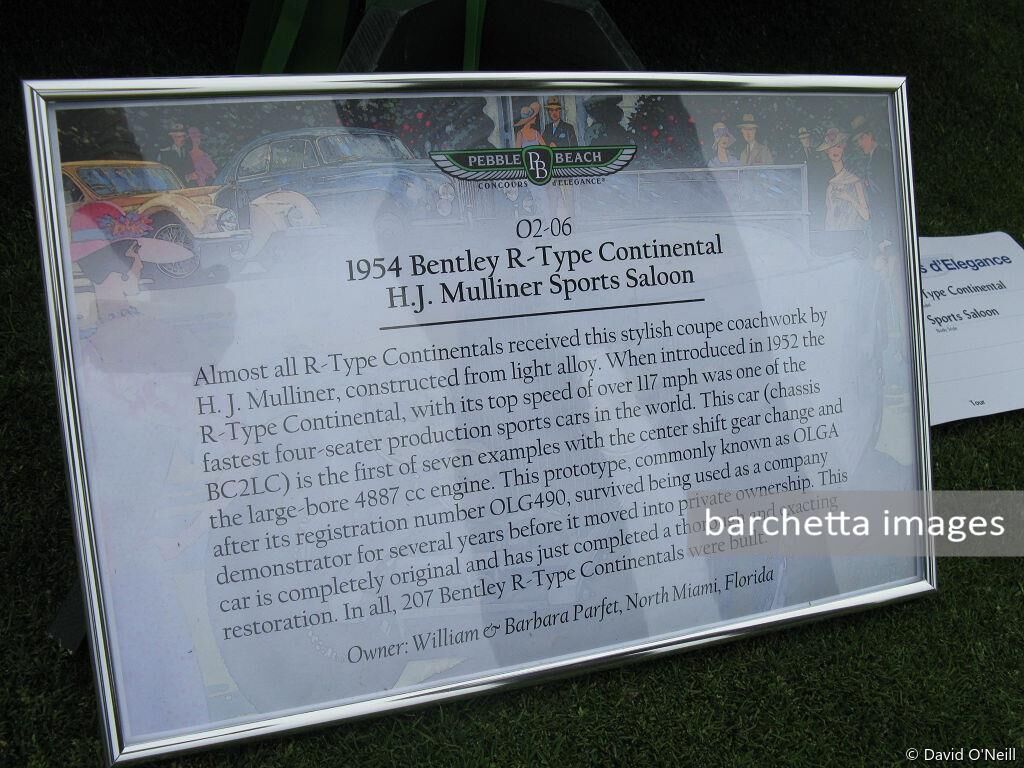 PEBBLE PB BEACH
CONCOURS d'ELEGANCE®
O2-06
1954 Bentley R-Type Continental
H.J. Mulliner Sports Saloon
Almost all R-Type Continentals received this stylish coupe coachwork by
H. J. Mulliner, constructed from light alloy. When introduced in 1952 the
R-Type Continental, with its top speed of over 117 mph was one of the
fastest four-seater production sports cars in the world. This car (chassis
BC2LC) is the first of seven examples with the center shift gear change and
the large-bore 4887 cc engine. This prototype, commonly known as OLGA
after its registration number OLG490, survived being used as a company
demonstrator for several years before it moved into private ownership. This
car is completely original and has just completed a thorough and exacting
restoration. In all, 207 Bentley R-Type Continentals were built.
Owner: William & Barbara Parfet, North Miami, Florida
s d'Elegance
Type Continental
Sports Saloon
Body Style
Tour
barchetta images
© David O'Neill